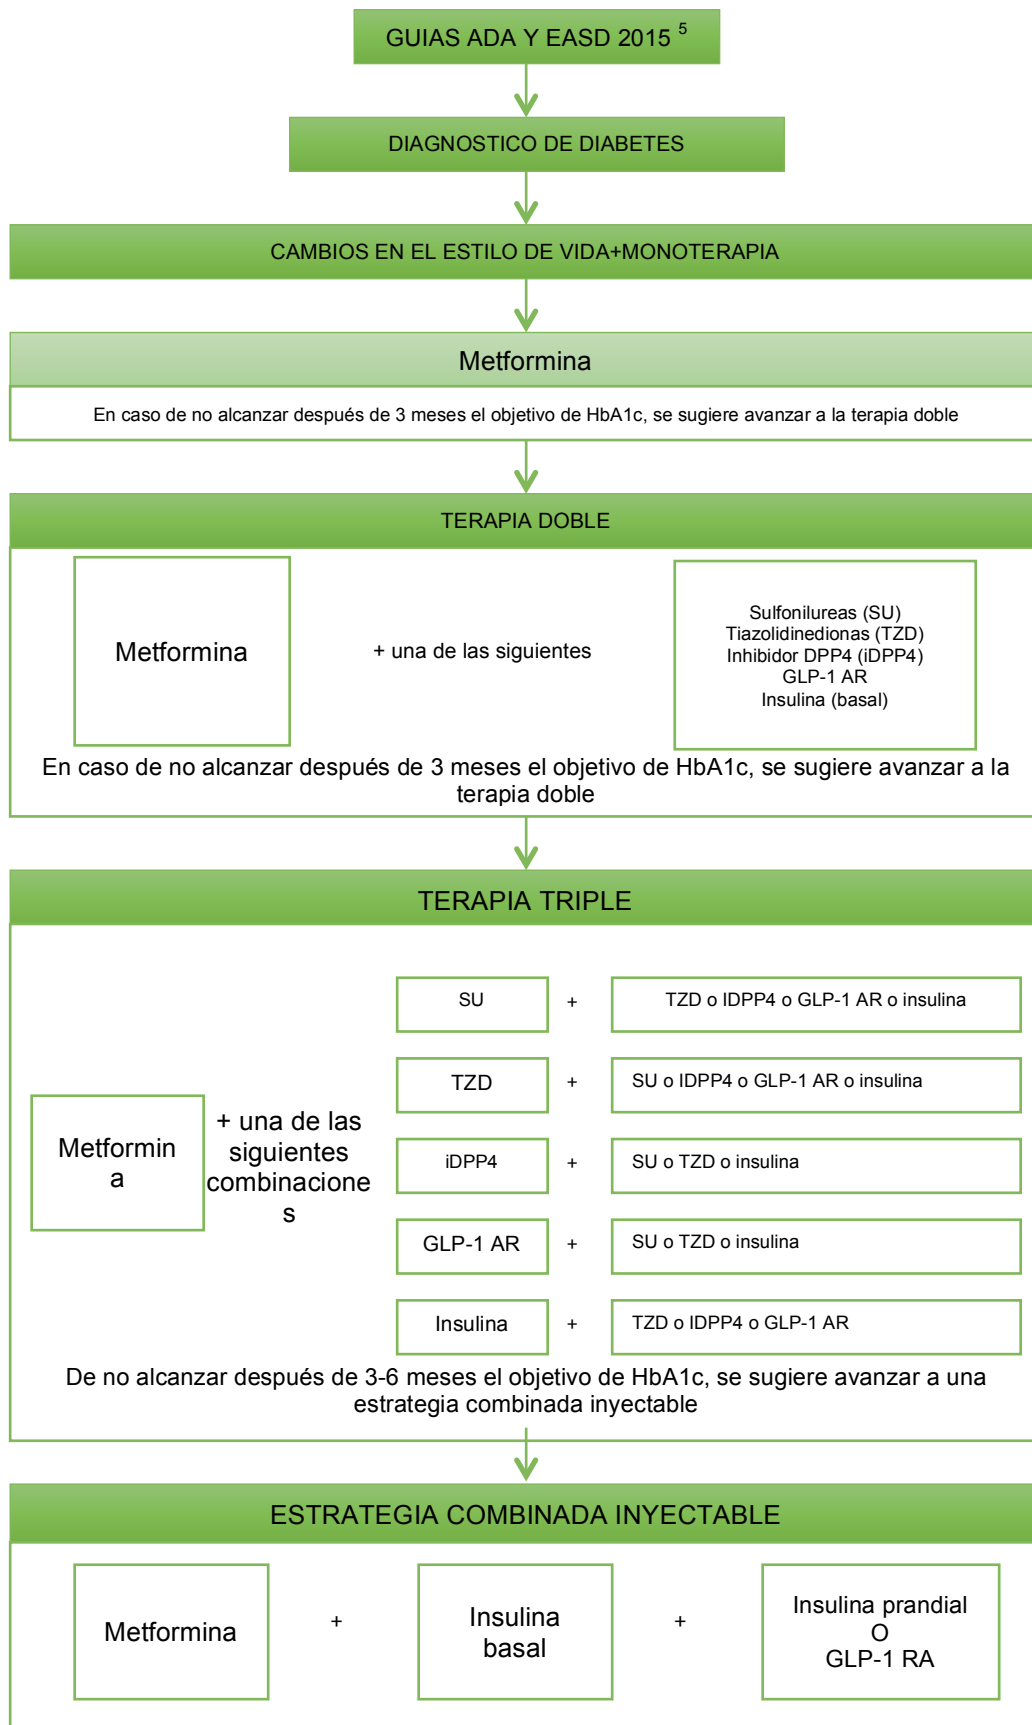 GUIAS ADA Y EASD 2015 5
DIAGNOSTICO DE DIABETES
CAMBIOS EN EL ESTILO DE VIDA+MONOTERAPIA
Metformina
En caso de no alcanzar después de 3 meses el objetivo de HbA1c, se sugiere avanzar a la terapia doble
TERAPIA DOBLE
Metformina
+ una de las siguientes
Sulfonilureas (SU)
Tiazolidinedionas (TZD)
Inhibidor DPP4 (iDPP4)
GLP-1 AR
Insulina (basal)
En caso de no alcanzar después de 3 meses el objetivo de HbA1c, se sugiere avanzar a la
terapia doble
TERAPIA TRIPLE
Metformin
a
+ una de las
siguientes
combinacione
s
SU + TZD o IDPP4 o GLP-1 AR o insulina
TZD + SU o IDPP4 o GLP-1 AR o insulina
iDPP4 + SU o TZD o insulina
GLP-1 AR + SU o TZD o insulina
Insulina + TZD o IDPP4 o GLP-1 AR
De no alcanzar después de 3-6 meses el objetivo de HbA1c, se sugiere avanzar a una
estrategia combinada inyectable
ESTRATEGIA COMBINADA INYECTABLE
Metformina
+
Insulina
basal
+
Insulina prandial
O
GLP-1 RA